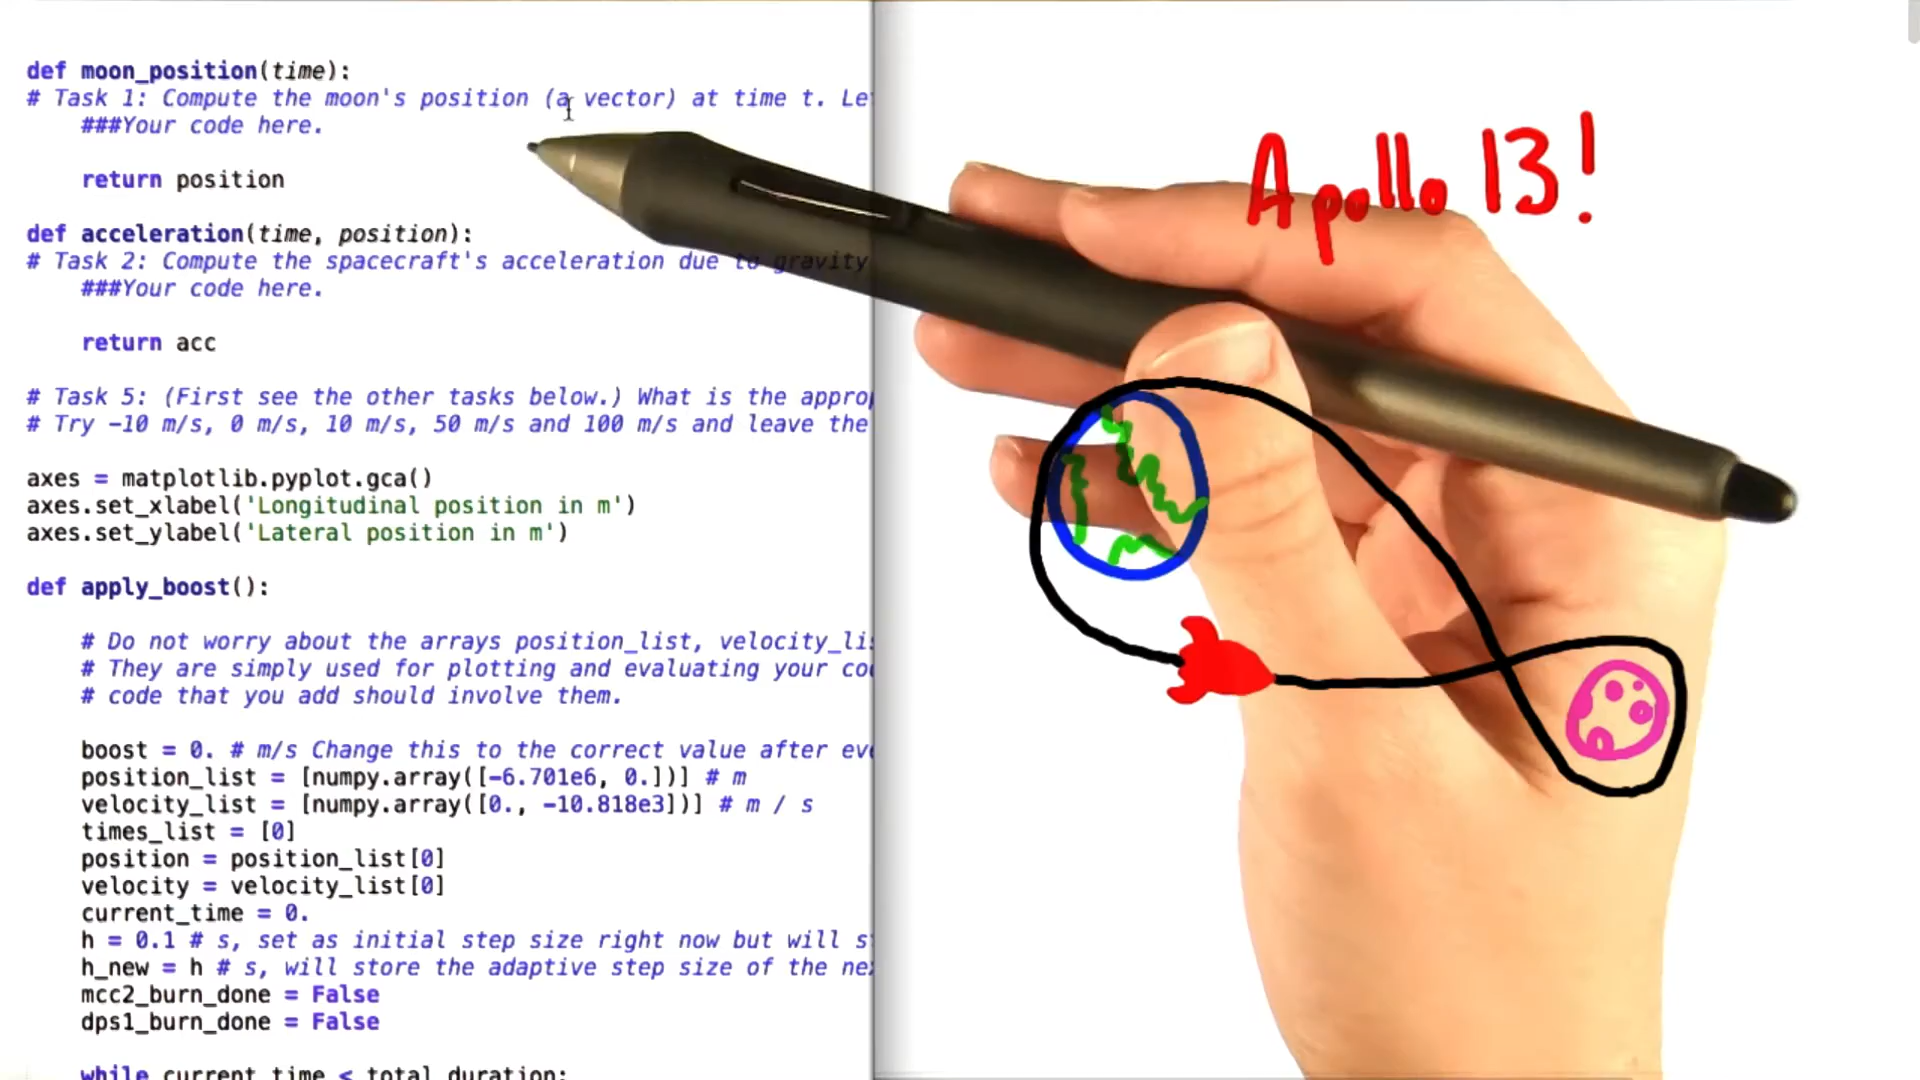 def moon_position(time):
# Task 1: Compute the moon's position (a vector) at time t. Le
###Your code here.
return position
def acceleration(time, position):
# Task 2: Compute the spacecraft's acceleration due to gravity
###Your code here.
return acc
# Task 5: (First see the other tasks below.) What is the appro
# Try -10 m/s, 0 m/s, 10 m/s, 50 m/s and 100 m/s and leave the
axes = matplotlib.pyplot.gca()
axes.set_xlabel('Longitudinal position in m')
axes.set_ylabel('Lateral position in m')
def apply_boost():
# Do not worry about the arrays position_list, velocity_li
# They are simply used for plotting and evaluating your co
# code that you add should involve them.
boost = 0. # m/s Change this to the correct value after ev
position_list = [numpy.array([-6.701e6, 0.])] # m
velocity_list = [numpy.array([0., -10.818e3])] # m / s
times_list = [0]
position = position_list[0]
velocity = velocity_list[0]
current_time = 0.
h = 0.1 # s, set as initial step size right now but will s
h_new = h # s, will store the adaptive step size of the ne
mcc2_burn_done = False
dps1_burn_done = False
while current_time < total_duration:
Apollo 13!